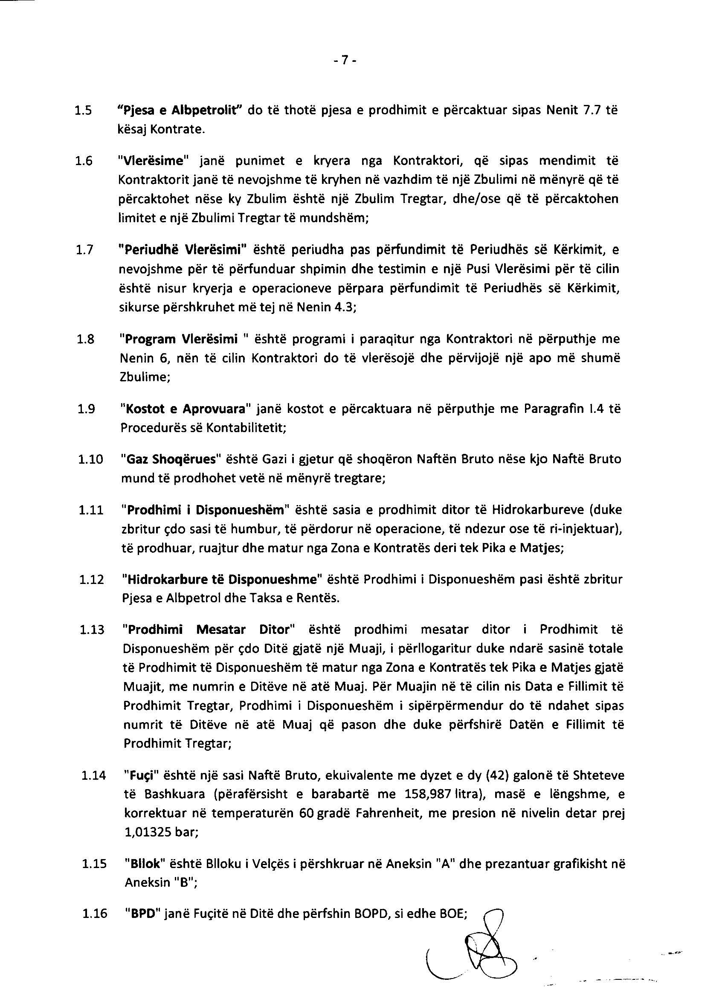 - 7 -
1.5 “Pjesa e Albpetrolit” do të thotë pjesa e prodhimit e përcaktuar sipas Nenit 7.7 të
kësaj Kontrate.
1.6 "Vlerësime" janë punimet e kryera nga Kontraktori, që sipas mendimit të
Kontraktorit janë të nevojshme të kryhen në vazhdim të një Zbulimi në mënyrë që të
përcaktohet nëse ky Zbulim është një Zbulim Tregtar, dhe/ose që të përcaktohen
limitet e një Zbulimi Tregtar të mundshëm;
1.7 "Periudhë Vlerësimi" është periudha pas përfundimit të Periudhës së Kërkimit, e
nevojshme për të përfunduar shpimin dhe testimin e një Pusi Vlerësimi për të cilin
është nisur kryerja e operacioneve përpara përfundimit të Periudhës së Kërkimit,
sikurse përshkruhet më tej në Nenin 4.3;
1.8 "Program Vlerësimi " është programi i paraqitur nga Kontraktori në përputhje me
Nenin 6, nën të cilin Kontraktori do të vlerësojë dhe përvijojë një apo më shumë
Zbulime;
1.9 "Kostot e Aprovuara" janë kostot e përcaktuara në përputhje me Paragrafin I.4 të
Procedurës së Kontabilitetit;
1.10 "Gaz Shoqërues" është Gazi i gjetur që shoqëron Naftën Bruto nëse kjo Naftë Bruto
mund të prodhohet vetë në mënyrë tregtare;
1.11 "Prodhimi i Disponueshëm" është sasia e prodhimit ditor të Hidrokarbureve (duke
zbritur çdo sasi të humbur, të përdorur në operacione, të ndezur ose të ri-injektuar),
të prodhuar, ruajtur dhe matur nga Zona e Kontratës deri tek Pika e Matjes;
1.12 "Hidrokarbure të Disponueshme" është Prodhimi i Disponueshëm pasi është zbritur
Pjesa e Albpetrol dhe Taksa e Rentës.
1.13 "Prodhimi Mesatar Ditor" është prodhimi mesatar ditor i Prodhimit të
Disponueshëm për çdo Ditë gjatë një Muaji, i përllogaritur duke ndarë sasinë totale
të Prodhimit të Disponueshëm të matur nga Zona e Kontratës tek Pika e Matjes gjatë
Muajit, me numrin e Ditëve në atë Muaj. Për Muajin në të cilin nis Data e Fillimit të
Prodhimit Tregtar, Prodhimi i Disponueshëm i sipërpërmendur do të ndahet sipas
numrit të Ditëve në atë Muaj që pason dhe duke përfshirë Datën e Fillimit të
Prodhimit Tregtar;
1.14 "Fuçi" është një sasi Naftë Bruto, ekuivalente me dyzet e dy (42) galonë të Shteteve
të Bashkuara (përafërsisht e barabartë me 158,987 litra), masë e lëngshme, e
korrektuar në temperaturën 60 gradë Fahrenheit, me presion në nivelin detar prej
1,01325 bar;
1.15 "Bllok" është Blloku i Velçës i përshkruar në Aneksin "A" dhe prezantuar grafikisht në
Aneksin "B";
1.16 "BPD" janë Fuçitë në Ditë dhe përfshin BOPD, si edhe BOE;